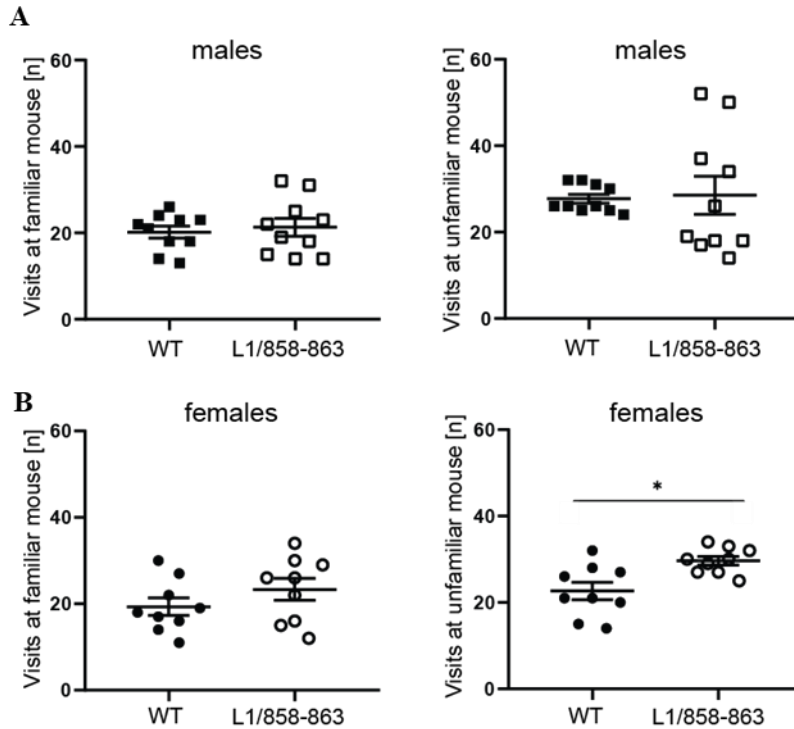 A
males
Visits at familiar mouse [n]
60
40
20
0
WT L1/858-863
males
Visits at unfamiliar mouse [n]
60
40
20
0
WT L1/858-863
B
females
Visits at familiar mouse [n]
60
40
20
0
WT L1/858-863
females
Visits at unfamiliar mouse [n]
60
40
20
0
*
WT L1/858-863